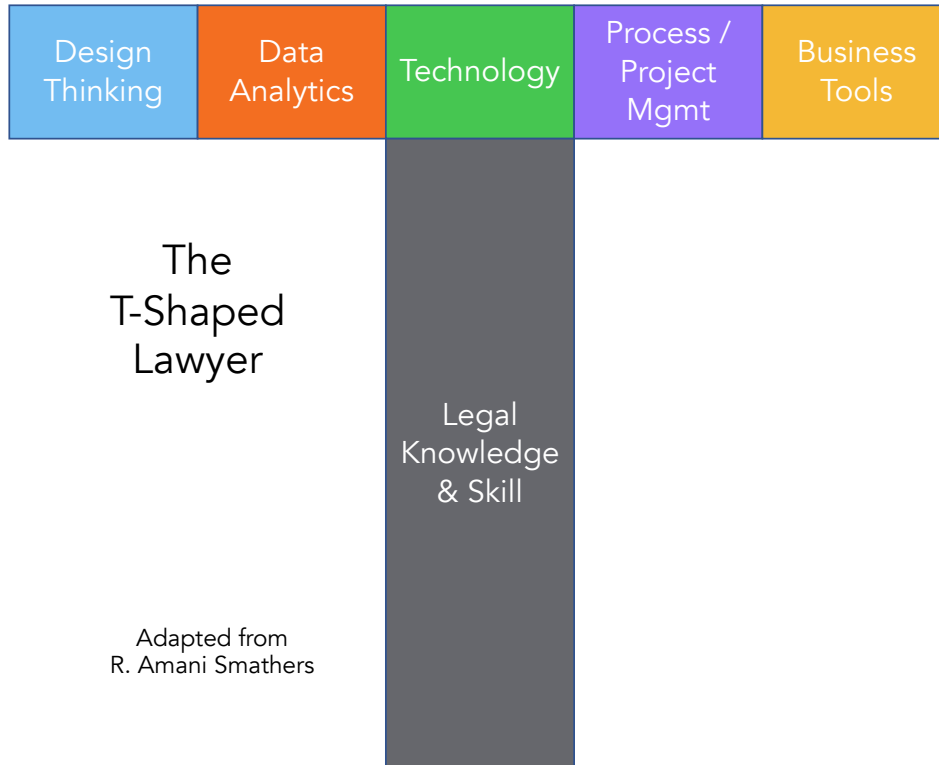 Design
Thinking
Data
Analytics
Technology
Process /
Project
Mgmt
Business
Tools
The
T-Shaped
Lawyer
Legal
Knowledge
& Skill
Adapted from
R. Amani Smathers